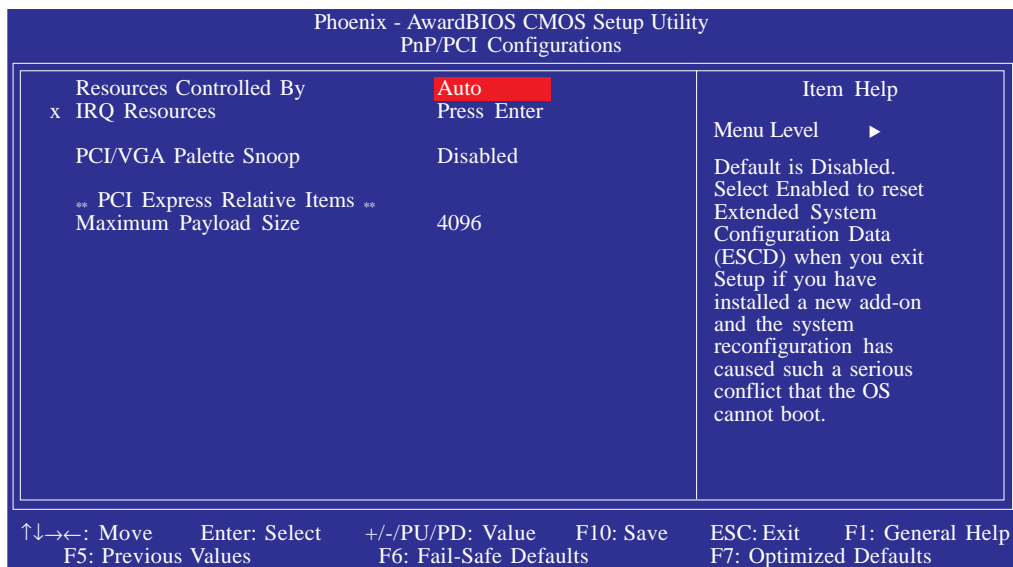 Phoenix - AwardBIOS CMOS Setup Utility
PnP/PCI Configurations
Resources Controlled By Auto
x IRQ Resources Press Enter
PCI/VGA Palette Snoop Disabled
** PCI Express Relative Items **
Maximum Payload Size 4096
Item Help
Menu Level ▶
Default is Disabled.
Select Enabled to reset
Extended System
Configuration Data
(ESCD) when you exit
Setup if you have
installed a new add-on
and the system
reconfiguration has
caused such a serious
conflict that the OS
cannot boot.
↑↓→←: Move Enter: Select +/-/PU/PD: Value F10: Save ESC: Exit F1: General Help
F5: Previous Values F6: Fail-Safe Defaults F7: Optimized Defaults